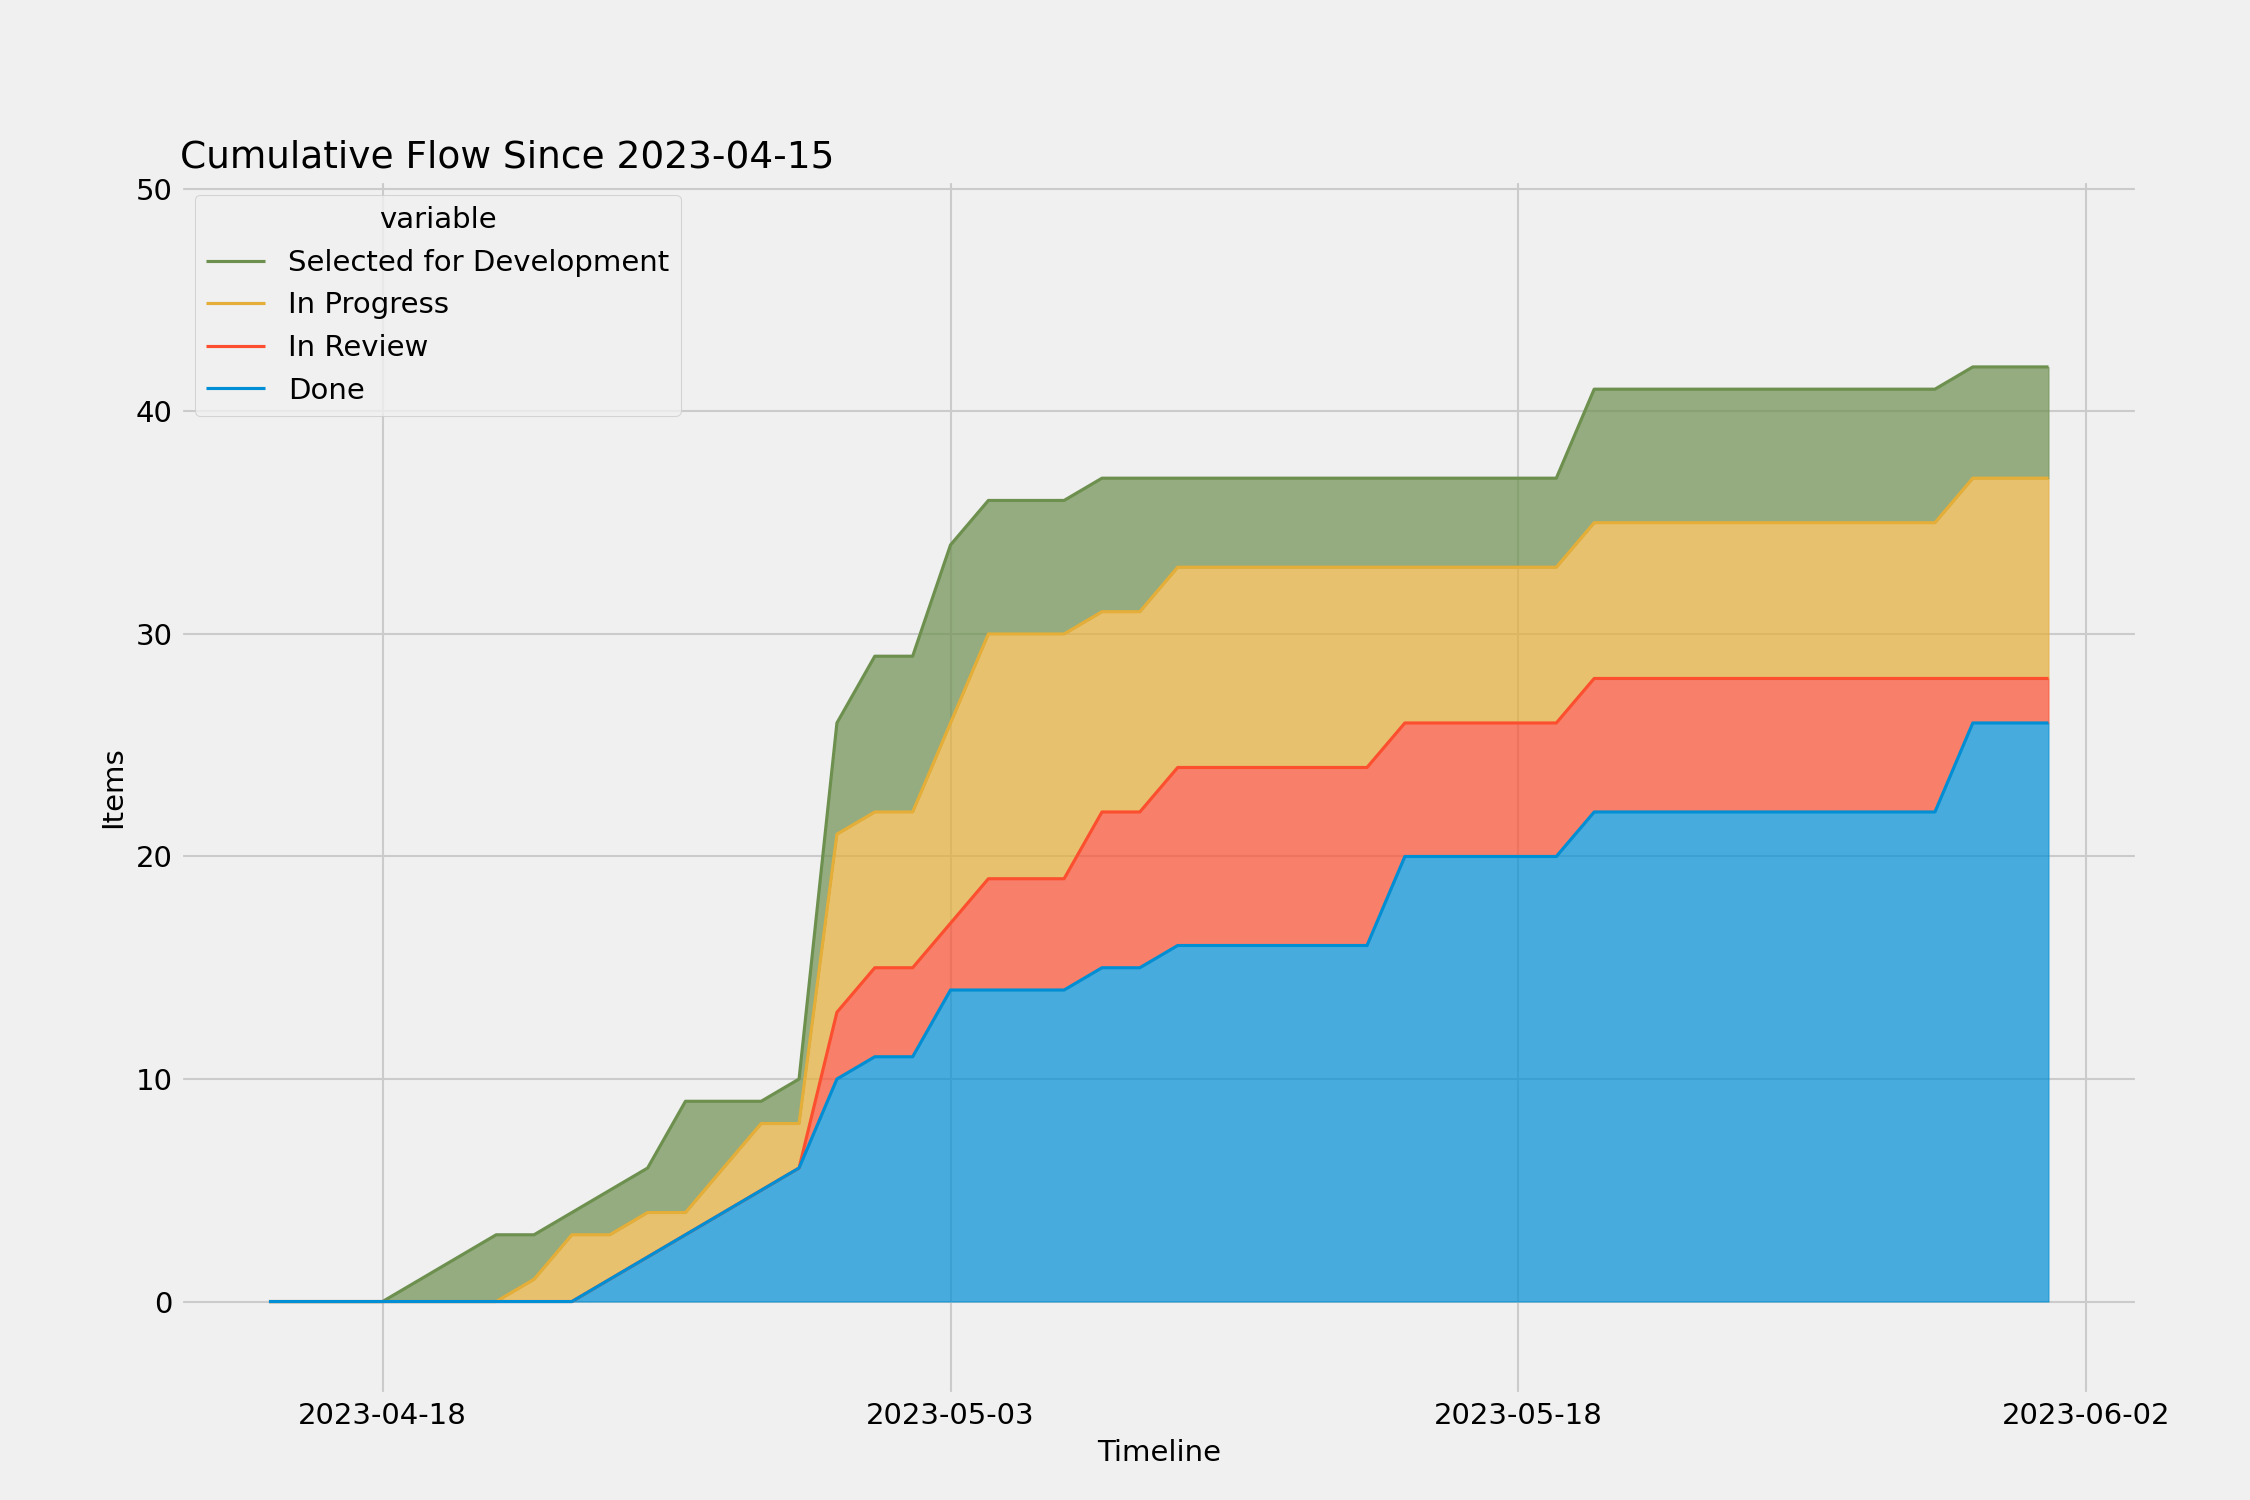 Cumulative Flow Since 2023-04-15
50
variable
Selected for Development
In Progress
In Review
Done
40
30
20
10
0
Items
2023-04-18
2023-05-03
2023-05-18
2023-06-02
Timeline